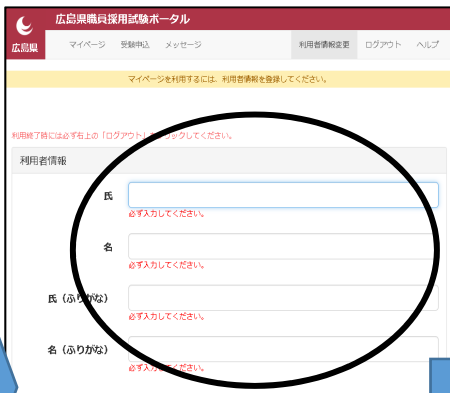 広島県職員採用試験ポータル
広島県
マイページ 受験申込 メッセージ 利用者情報変更 ログアウト ヘルプ
マイページを利用するには、利用者情報を登録してください。
利用終了時には必ず右上の「ログアウト」をクリックしてください。
利用者情報
氏
必ず入力してください。
名
必ず入力してください。
氏（ふりがな）
必ず入力してください。
名（ふりがな）
必ず入力してください。